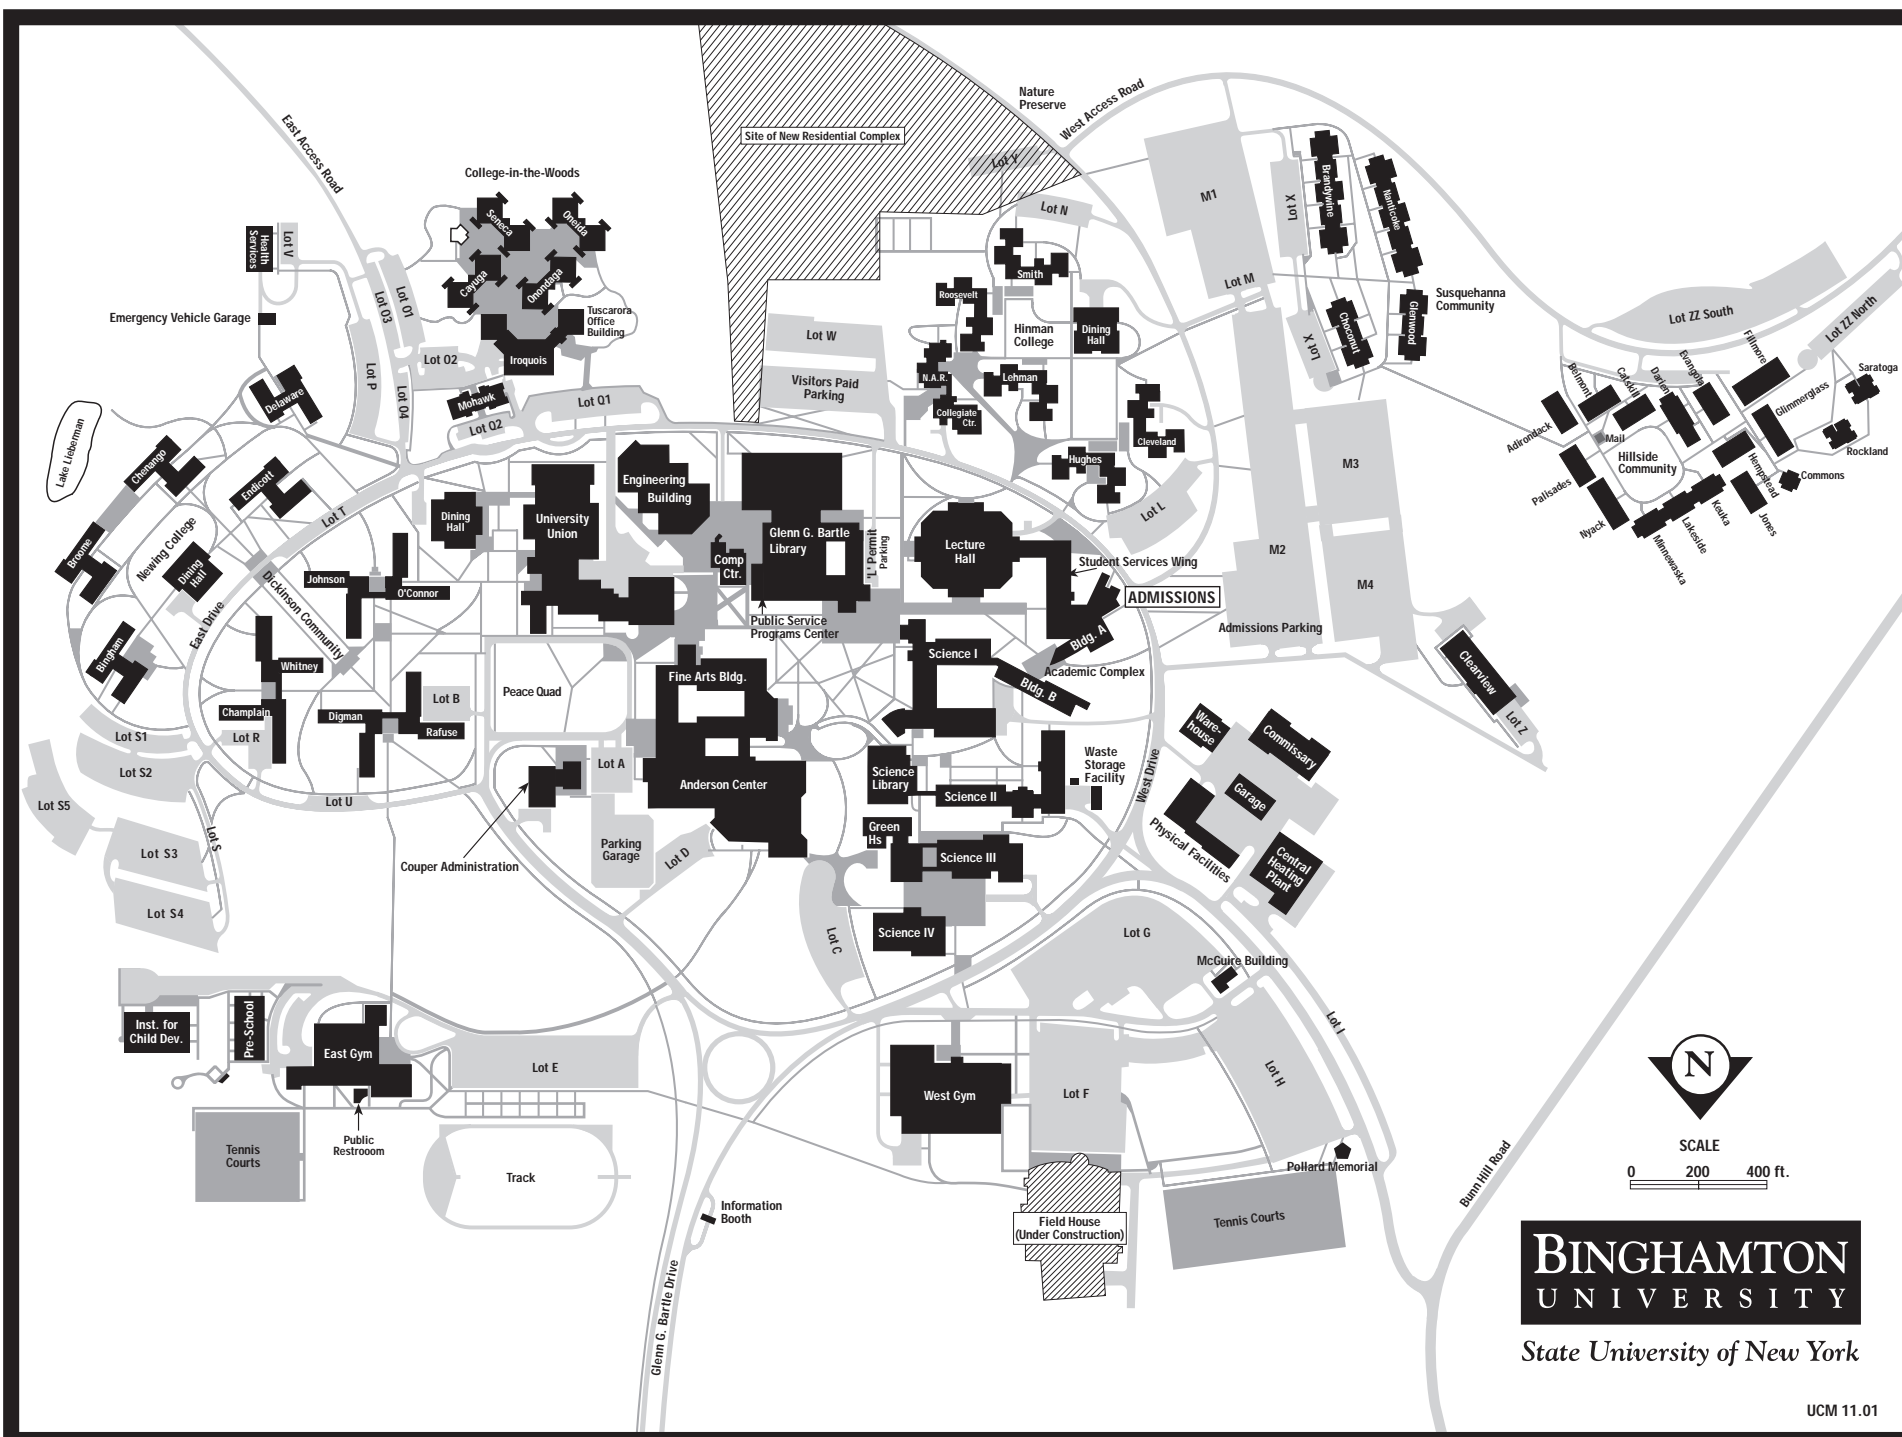 Nature
Preserve
West Access Road
East Access Road
Site of New Residential Complex
Lot Y
College-in-the-Woods
Seneca
Oneida
Cayuga
Onondaga
Tuscarora
Office
Building
Iroquois
Mohawk
Health
Services
Lot V
Emergency Vehicle Garage
Lot O3
Lot O1
Lot O2
Lot O4
Lot P
Lot Q1
Lot Q2
Delaware
Lake Lieberman
Chenango
Endicott
Broome
Newing College
Dining
Hall
Bingham
Lot T
East Drive
Dickinson Community
Johnson
O'Connor
Whitney
Champlain
Digman
Rafuse
Lot R
Lot B
Lot U
Lot S1
Lot S2
Lot S5
Lot S
Lot S3
Lot S4
Lot N
Smith
Roosevelt
Hinman
College
Dining
Hall
Lot W
Visitors Paid
Parking
N.A.R.
Lehman
Collegiate
Ctr.
Cleveland
Hughes
Lot L
M1
Lot M
M2
M3
M4
Lot X
Lot X
Brandywine
Nanticoke
Choconut
Glenwood
Susquehanna
Community
Lot ZZ South
Lot ZZ North
Belmont
Catskill
Darien
Evangola
Fillmore
Glimmerglass
Saratoga
Rockland
Adirondack
Mail
Hillside
Community
Hempstead
Commons
Palisades
Nyack
Minnewaska
Lakeside
Keuka
Jones
Dining
Hall
University
Union
Engineering
Building
Comp
Ctr.
Glenn G. Bartle
Library
'L' Permit
Parking
Lecture
Hall
Student Services Wing
ADMISSIONS
Admissions Parking
Public Service
Programs Center
Bldg. A
Academic Complex
Bldg. B
Science I
Fine Arts Bldg.
Peace Quad
Clearview
Lot Z
Ware-
house
Commissary
Garage
Physical Facilities
Central
Heating
Plant
Waste
Storage
Facility
West Drive
Science
Library
Science II
Green
Hs
Science III
Science IV
Anderson Center
Lot A
Parking
Garage
Lot D
Couper Administration
Lot C
Lot G
McGuire Building
Lot I
Lot H
Inst. for
Child Dev.
Pre-School
East Gym
Public
Restrooom
Lot E
West Gym
Lot F
Tennis
Courts
Track
Information
Booth
Pollard Memorial
Field House
(Under Construction)
Tennis Courts
Glenn G. Bartle Drive
Bunn Hill Road
N
SCALE
0 200 400 ft.
BINGHAMTON
UNIVERSITY
State University of New York
UCM 11.01